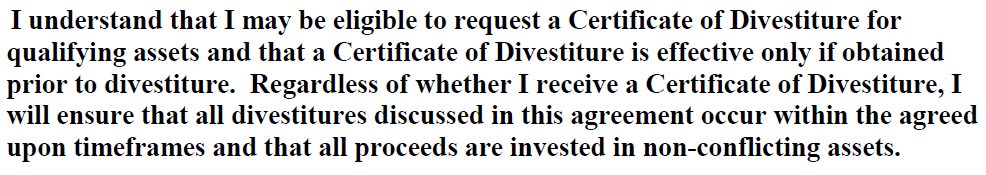 I understand that I may be eligible to request a Certificate of Divestiture for
qualifying assets and that a Certificate of Divestiture is effective only if obtained
prior to divestiture.  Regardless of whether I receive a Certificate of Divestiture, I
will ensure that all divestitures discussed in this agreement occur within the agreed
upon timeframes and that all proceeds are invested in non-conflicting assets.